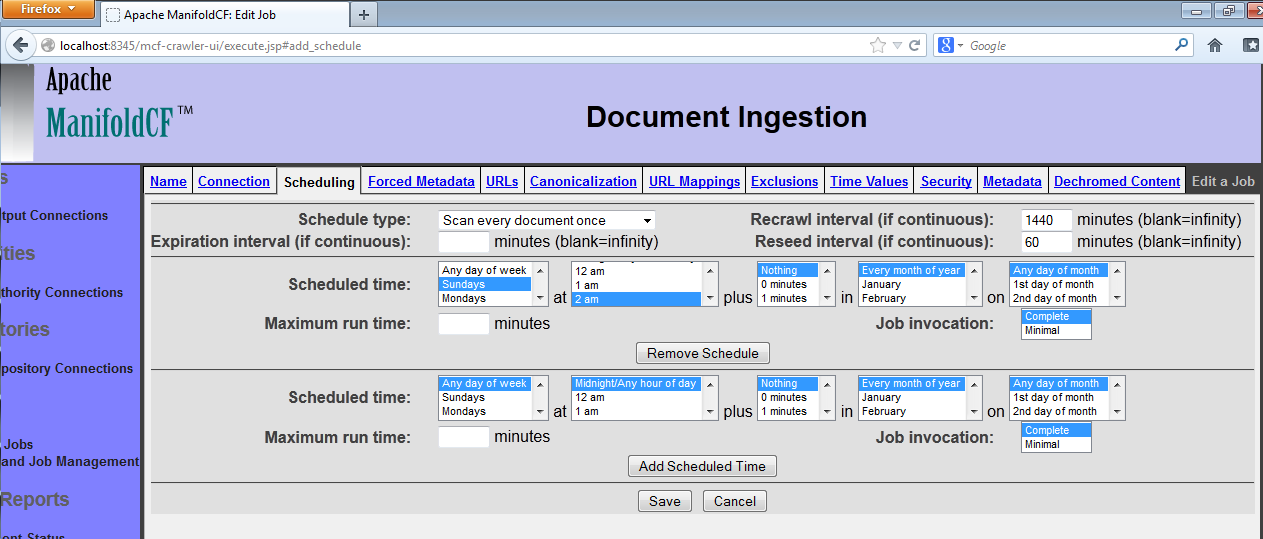 Firefox
Apache ManifoldCF: Edit Job
localhost:8345/mcf-crawler-ui/execute.jsp#add_schedule
Google
Apache
ManifoldCF™
Document Ingestion
Name Connection Scheduling Forced Metadata URLs Canonicalization URL Mappings Exclusions Time Values Security Metadata Dechromed Content Edit a Job
s
tput Connections
ities
thority Connections
tories
pository Connections
Jobs
and Job Management
Reports
ent Status
Schedule type: Scan every document once Recrawl interval (if continuous): 1440 minutes (blank=infinity)
Expiration interval (if continuous): minutes (blank=infinity) Reseed interval (if continuous): 60 minutes (blank=infinity)
Scheduled time: Any day of week Sundays Mondays at 12 am 1 am 2 am plus Nothing 0 minutes 1 minutes in Every month of year January February on Any day of month 1st day of month 2nd day of month
Maximum run time: minutes Job invocation: Complete Minimal
Remove Schedule
Scheduled time: Any day of week Sundays Mondays at Midnight/Any hour of day 12 am 1 am plus Nothing 0 minutes 1 minutes in Every month of year January February on Any day of month 1st day of month 2nd day of month
Maximum run time: minutes Job invocation: Complete Minimal
Add Scheduled Time
Save Cancel